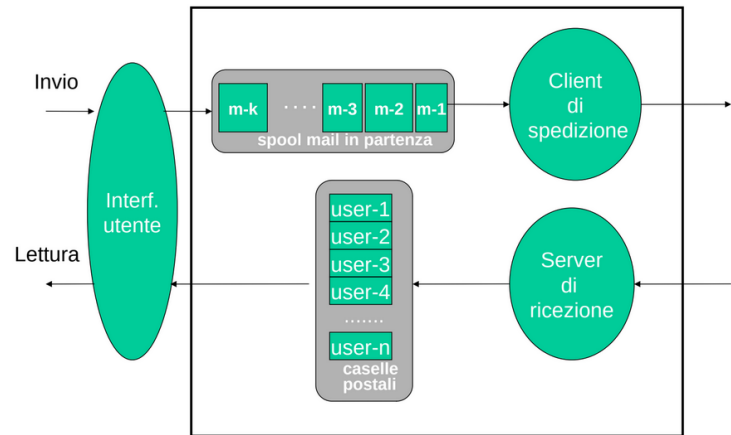 Invio
m-k
....
m-3
m-2
m-1
spool mail in partenza
Client
di
spedizione
Interf.
utente
Lettura
user-1
user-2
user-3
user-4
.......
user-n
caselle
postali
Server
di
ricezione